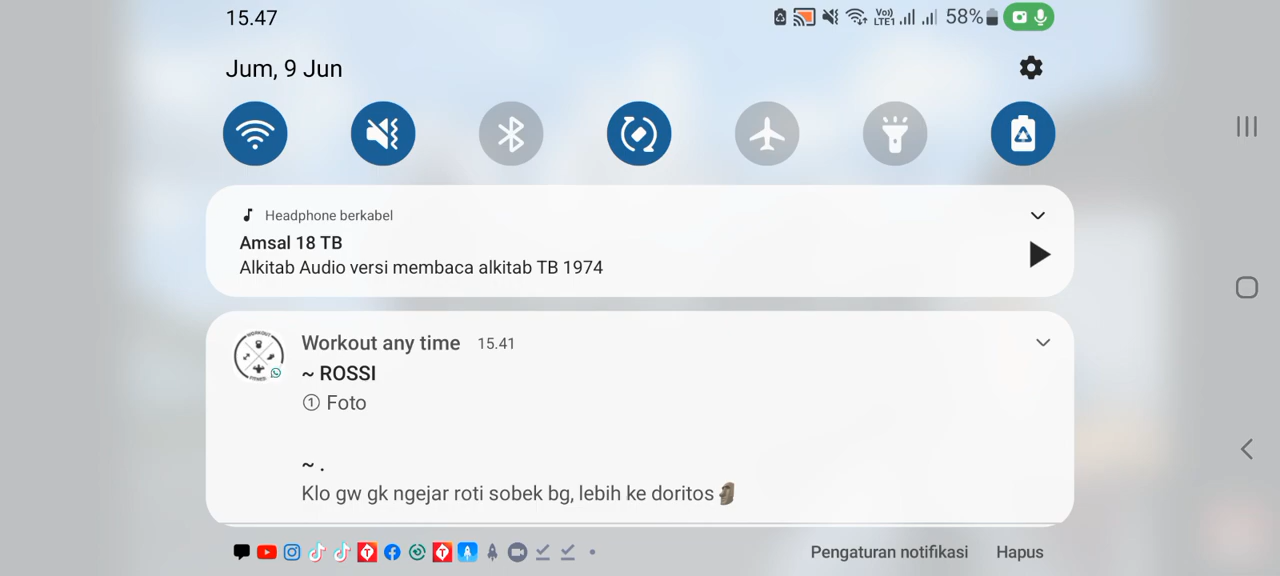 15.47
Vo)) LTE1 58%
Jum, 9 Jun
Headphone berkabel
Amsal 18 TB
Alkitab Audio versi membaca alkitab TB 1974
Workout any time 15.41
~ ROSSI
① Foto
~ .
Klo gw gk ngejar roti sobek bg, lebih ke doritos🗿
Pengaturan notifikasi Hapus